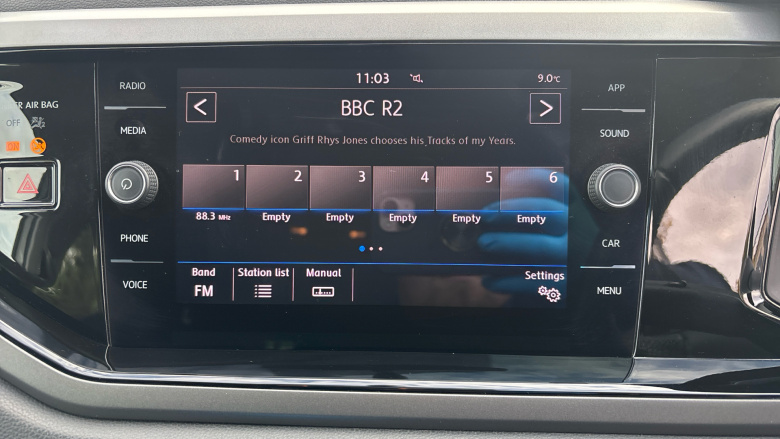 RADIO
MEDIA
PHONE
VOICE
ER AIR BAG
OFF
ON
11:03
9.0°C
BBC R2
Comedy icon Griff Rhys Jones chooses his Tracks of my Years.
1 2 3 4 5 6
88.3 MHz Empty Empty Empty Empty Empty
Band Station list Manual Settings
FM
APP
SOUND
CAR
MENU